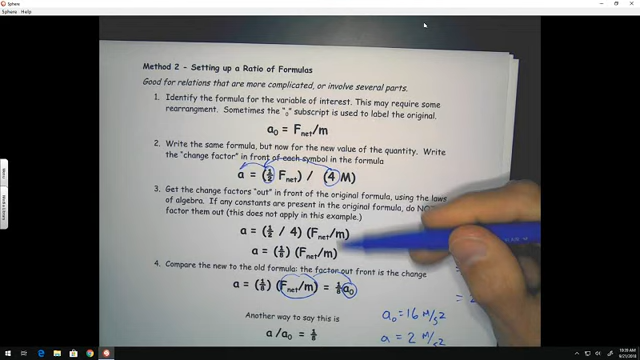 Sphere
Sphere Help
Method 2 - Setting up a Ratio of Formulas
Good for relations that are more complicated, or involve several parts.
1. Identify the formula for the variable of interest. This may require some
rearrangment. Sometimes the "₀" subscript is used to label the original.
a₀ = Fnet/m
2. Write the same formula, but now for the new value of the quantity. Write
the "change factor" in front of each symbol in the formula
a = (½ Fnet) / (4 M)
3. Get the change factors "out" in front of the original formula, using the laws
of algebra. If any constants are present in the original formula, do
factor them out (this does not apply in this example.)
a = (½ / 4) (Fnet/m)
a = (⅛) (Fnet/m)
4. Compare the new to the old formula: the factor out front is the change
a = (⅛) (Fnet/m) = ⅛a₀
Another way to say this is
a/a₀ = ⅛
a₀ = 16 m/s2
a = 2 m/s2
10:39 AM
9/21/2018